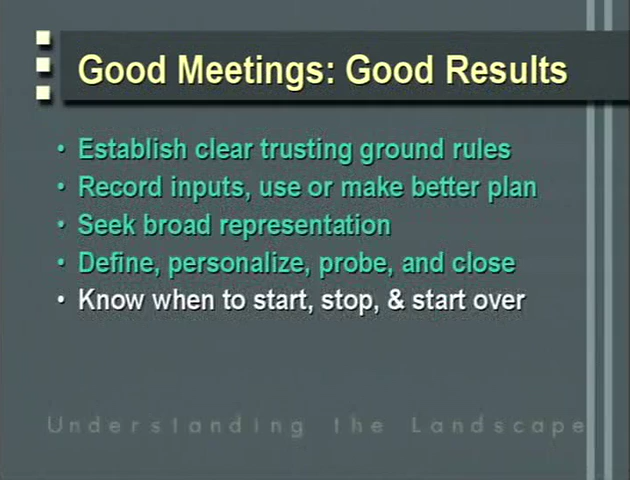 Good Meetings: Good Results
• Establish clear trusting ground rules
• Record inputs, use or make better plan
• Seek broad representation
• Define, personalize, probe, and close
• Know when to start, stop, & start over
Understanding the Landscape